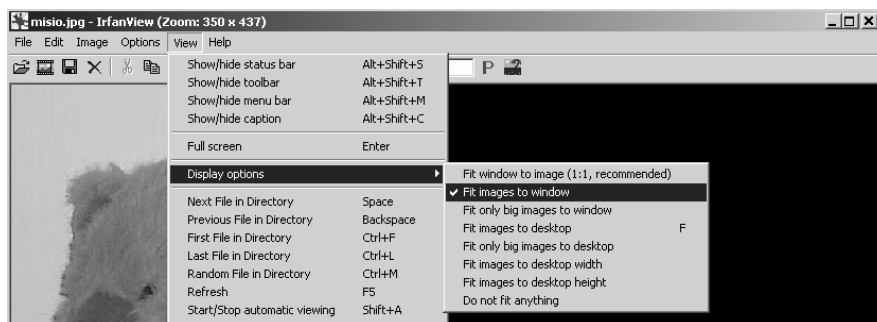 misio.jpg - IrfanView (Zoom: 350 x 437)
File Edit Image Options View Help
P
Show/hide status bar Alt+Shift+S
Show/hide toolbar Alt+Shift+T
Show/hide menu bar Alt+Shift+M
Show/hide caption Alt+Shift+C
Full screen Enter
Display options
Next File in Directory Space
Previous File in Directory Backspace
First File in Directory Ctrl+F
Last File in Directory Ctrl+L
Random File in Directory Ctrl+M
Refresh F5
Start/Stop automatic viewing Shift+A
Fit window to image (1:1, recommended)
Fit images to window
Fit only big images to window
Fit images to desktop F
Fit only big images to desktop
Fit images to desktop width
Fit images to desktop height
Do not fit anything